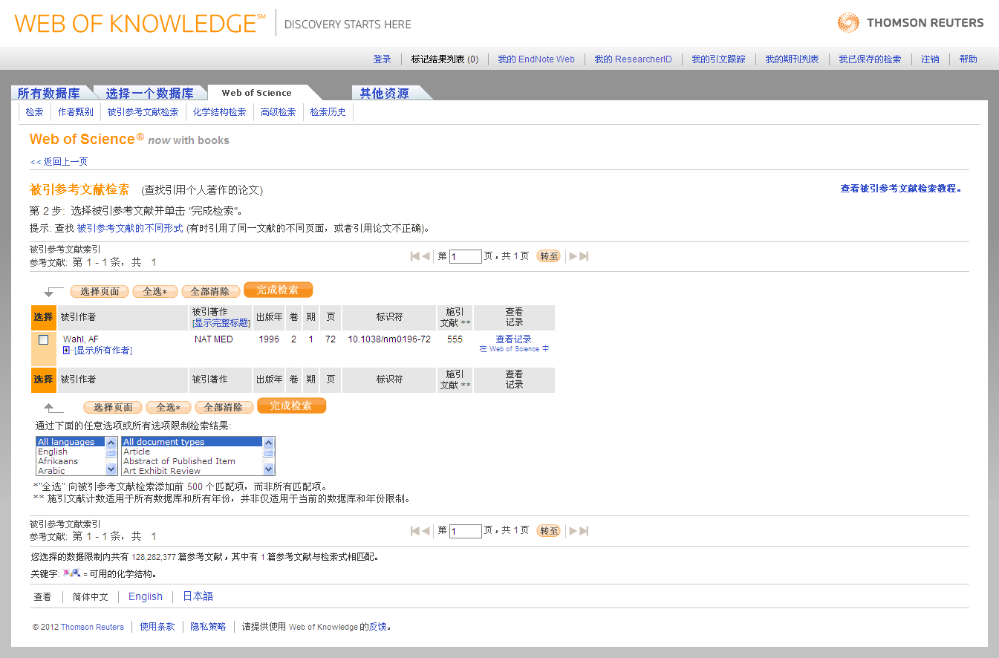 WEB OF KNOWLEDGE℠ DISCOVERY STARTS HERE
THOMSON REUTERS
登录 标记结果列表 (0) 我的 EndNote Web 我的 ResearcherID 我的引文跟踪 我的期刊列表 我已保存的检索 注销 帮助
所有数据库 选择一个数据库 Web of Science 其他资源
检索 作者甄别 被引参考文献检索 化学结构检索 高级检索 检索历史
Web of Science® now with books
<< 返回上一页
被引参考文献检索 (查找引用个人著作的论文) 查看被引参考文献检索教程。
第 2 步: 选择被引参考文献并单击 "完成检索"。
提示: 查找 被引参考文献的不同形式 (有时引用了同一文献的不同页面，或者引用论文不正确)。
被引参考文献索引
参考文献: 第 1 - 1 条，共 1
第 1 页，共 1 页 转至
选择页面 全选* 全部清除 完成检索
选择 被引作者 被引著作 [显示完整标题] 出版年 卷 期 页 标识符 施引文献 ** 查看记录
Wahl, AF NAT MED 1996 2 1 72 10.1038/nm0196-72 555 查看记录
[显示所有作者] 在 Web of Science 中
选择 被引作者 被引著作 出版年 卷 期 页 标识符 施引文献 ** 查看记录
选择页面 全选* 全部清除 完成检索
通过下面的任意选项或所有选项限制检索结果:
All languages All document types
English Article
Afrikaans Abstract of Published Item
Arabic Art Exhibit Review
*"全选" 向被引参考文献检索添加前 500 个匹配项，而非所有匹配项。
** 施引文献计数适用于所有数据库和所有年份，并非仅适用于当前的数据库和年份限制。
被引参考文献索引
参考文献: 第 1 - 1 条，共 1
第 1 页，共 1 页 转至
您选择的数据限制内共有 128,282,377 篇参考文献，其中有 1 篇参考文献与检索式相匹配。
关键字: = 可用的化学结构。
查看 简体中文 English 日本語
© 2012 Thomson Reuters 使用条款 隐私策略 请提供使用 Web of Knowledge 的反馈。